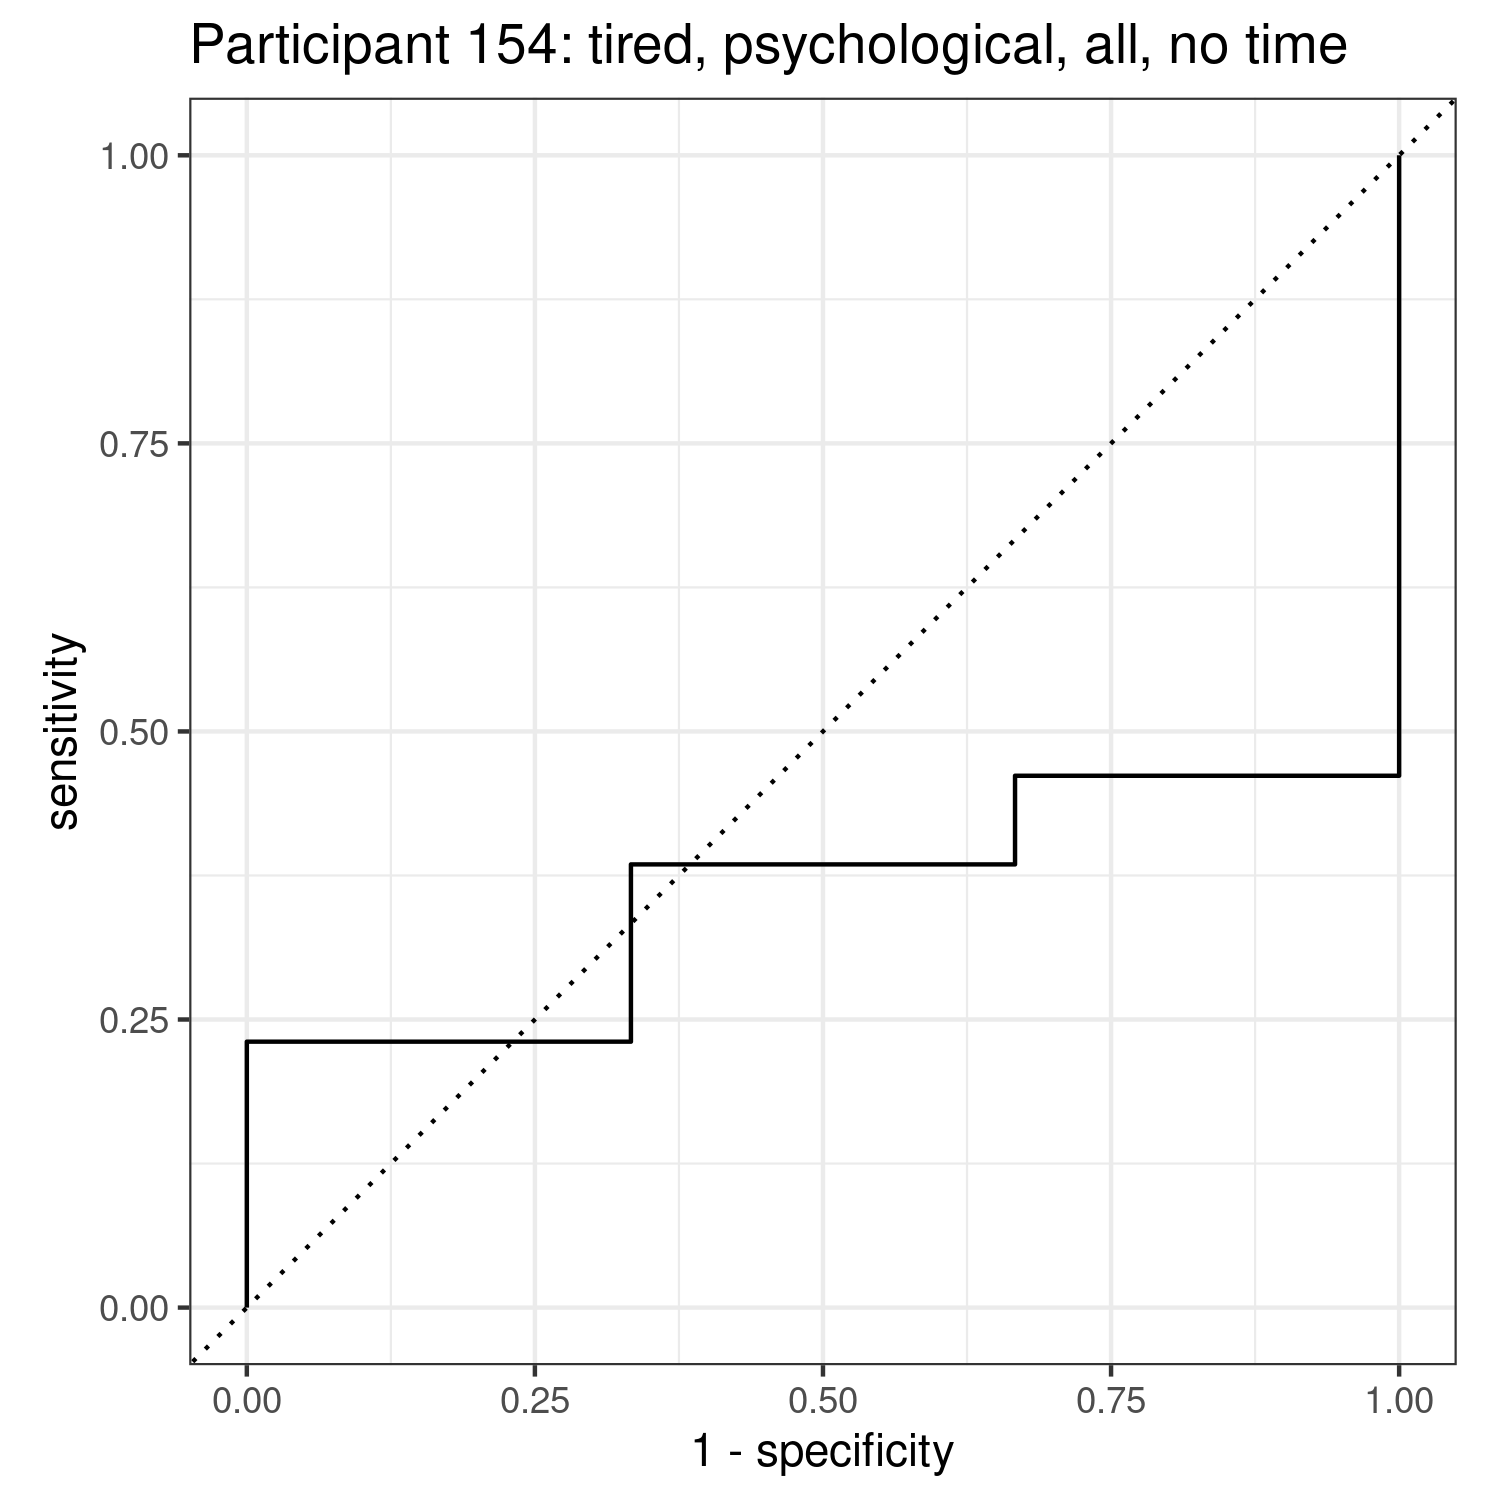 Participant 154: tired, psychological, all, no time
1.00
0.75
0.50
0.25
0.00
sensitivity
0.00 0.25 0.50 0.75 1.00
1 - specificity